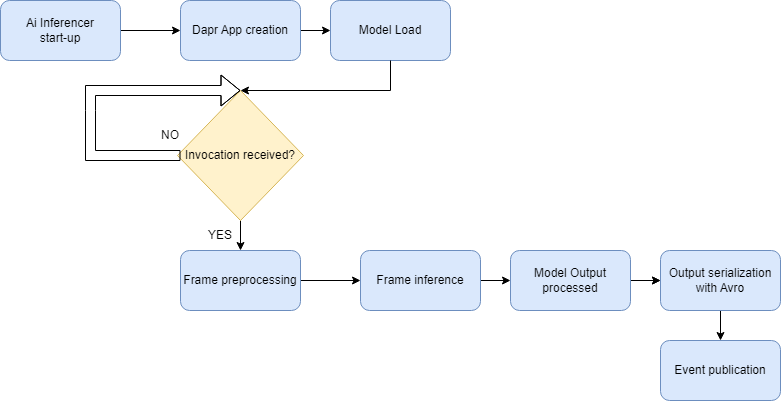 Ai Inferencer
start-up
Dapr App creation
Model Load
NO
Invocation received?
YES
Frame preprocessing
Frame inference
Model Output
processed
Output serialization
with Avro
Event publication